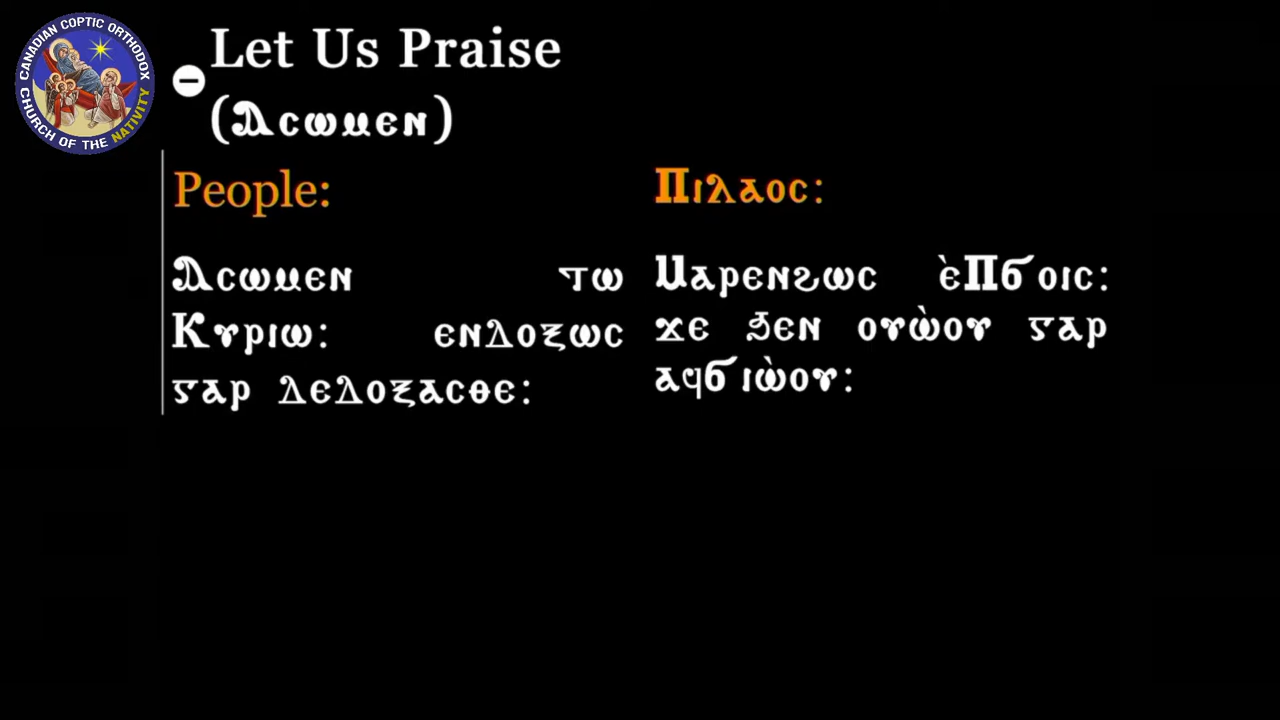 CANADIAN COPTIC ORTHODOX
CHURCH OF THE NATIVITY
Let Us Praise
(Ⲁⲥⲱⲙⲉⲛ)
People:
Ⲁⲥⲱⲙⲉⲛ ⲧⲱ
Ⲕⲩⲣⲓⲱ: ⲉⲛⲇⲟⲝⲱⲥ
ⲅⲁⲣ ⲇⲉⲇⲟⲝⲁⲥⲑⲉ:
Ⲡⲓⲗⲁⲟⲥ:
Ⲙⲁⲣⲉⲛϩⲱⲥ ⲉ̀Ⲡϭⲟⲓⲥ:
ϫⲉ ϧⲉⲛ ⲟⲩⲱ̀ⲟⲩ ⲅⲁⲣ
ⲁϥϭⲓⲱ̀ⲟⲩ: